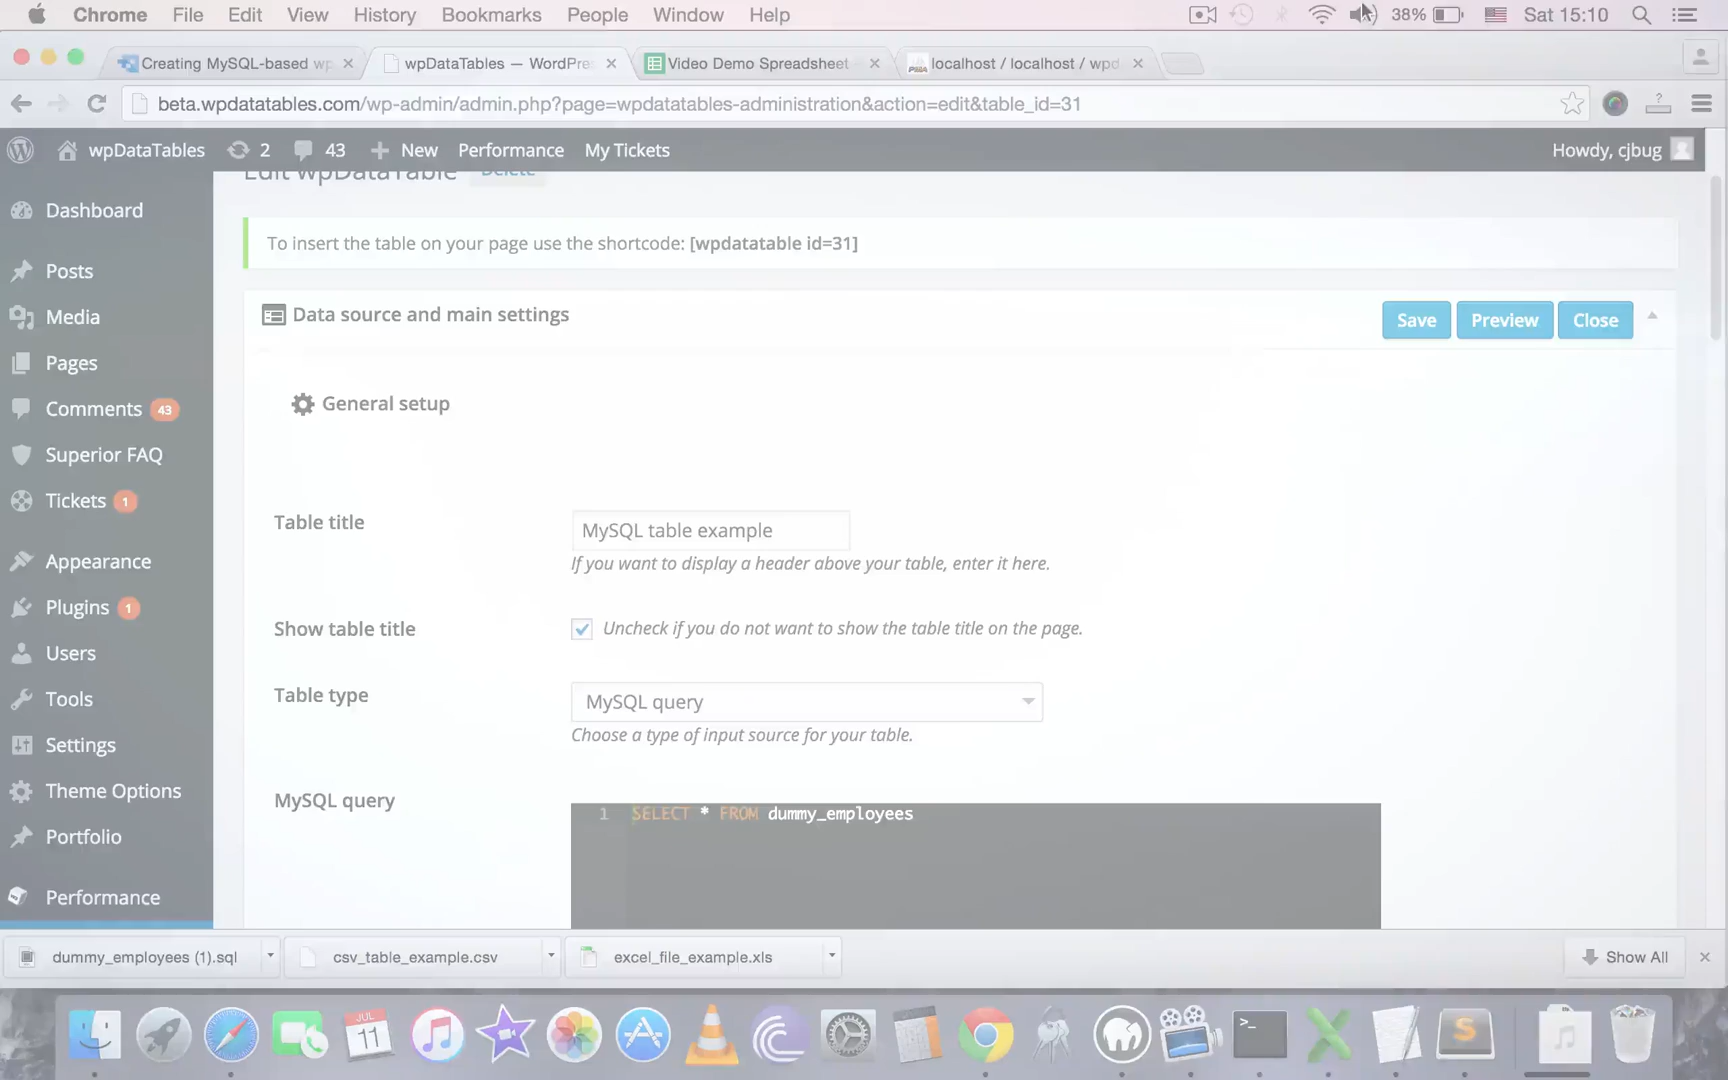 Chrome File Edit View History Bookmarks People Window Help 38% Sat 15:10
Creating MySQL-based wp wpDataTables — WordPre Video Demo Spreadsheet localhost / localhost / wpd
beta.wpdatatables.com/wp-admin/admin.php?page=wpdatatables-administration&action=edit&table_id=31
wpDataTables 2 43 New Performance My Tickets Howdy, cjbug
Edit wpDataTable Delete
Dashboard
To insert the table on your page use the shortcode: [wpdatatable id=31]
Posts
Media
Data source and main settings Save Preview Close
Pages
Comments 43
General setup
Superior FAQ
Tickets 1
Table title MySQL table example
If you want to display a header above your table, enter it here.
Appearance
Plugins 1
Show table title Uncheck if you do not want to show the table title on the page.
Users
Tools
Table type MySQL query
Choose a type of input source for your table.
Settings
Theme Options
MySQL query 1 SELECT * FROM dummy_employees
Portfolio
Performance
dummy_employees (1).sql csv_table_example.csv excel_file_example.xls Show All
JUL
11